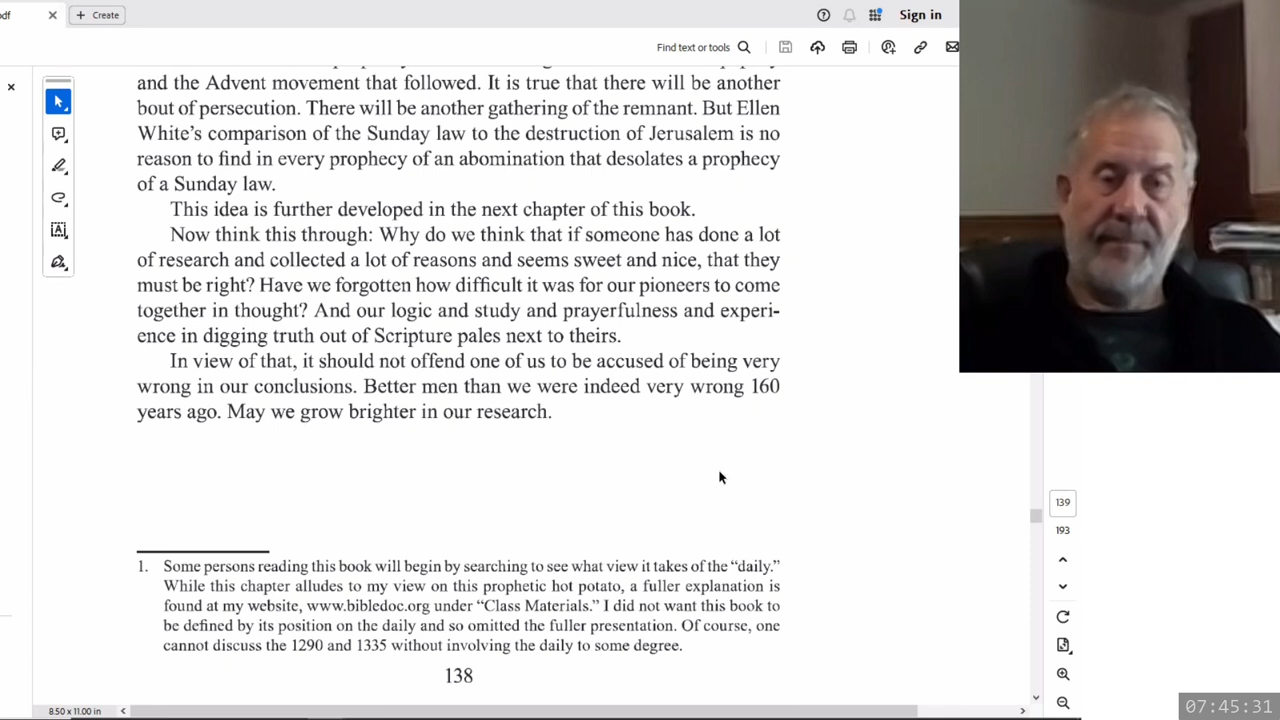 df
Create
Sign in
Find text or tools
and the Advent movement that followed. It is true that there will be another
bout of persecution. There will be another gathering of the remnant. But Ellen
White's comparison of the Sunday law to the destruction of Jerusalem is no
reason to find in every prophecy of an abomination that desolates a prophecy
of a Sunday law.
This idea is further developed in the next chapter of this book.
Now think this through: Why do we think that if someone has done a lot
of research and collected a lot of reasons and seems sweet and nice, that they
must be right? Have we forgotten how difficult it was for our pioneers to come
together in thought? And our logic and study and prayerfulness and experi-
ence in digging truth out of Scripture pales next to theirs.
In view of that, it should not offend one of us to be accused of being very
wrong in our conclusions. Better men than we were indeed very wrong 160
years ago. May we grow brighter in our research.
1. Some persons reading this book will begin by searching to see what view it takes of the “daily.”
While this chapter alludes to my view on this prophetic hot potato, a fuller explanation is
found at my website, www.bibledoc.org under “Class Materials.” I did not want this book to
be defined by its position on the daily and so omitted the fuller presentation. Of course, one
cannot discuss the 1290 and 1335 without involving the daily to some degree.
138
139
193
8.50 x 11.00 in
07:45:31